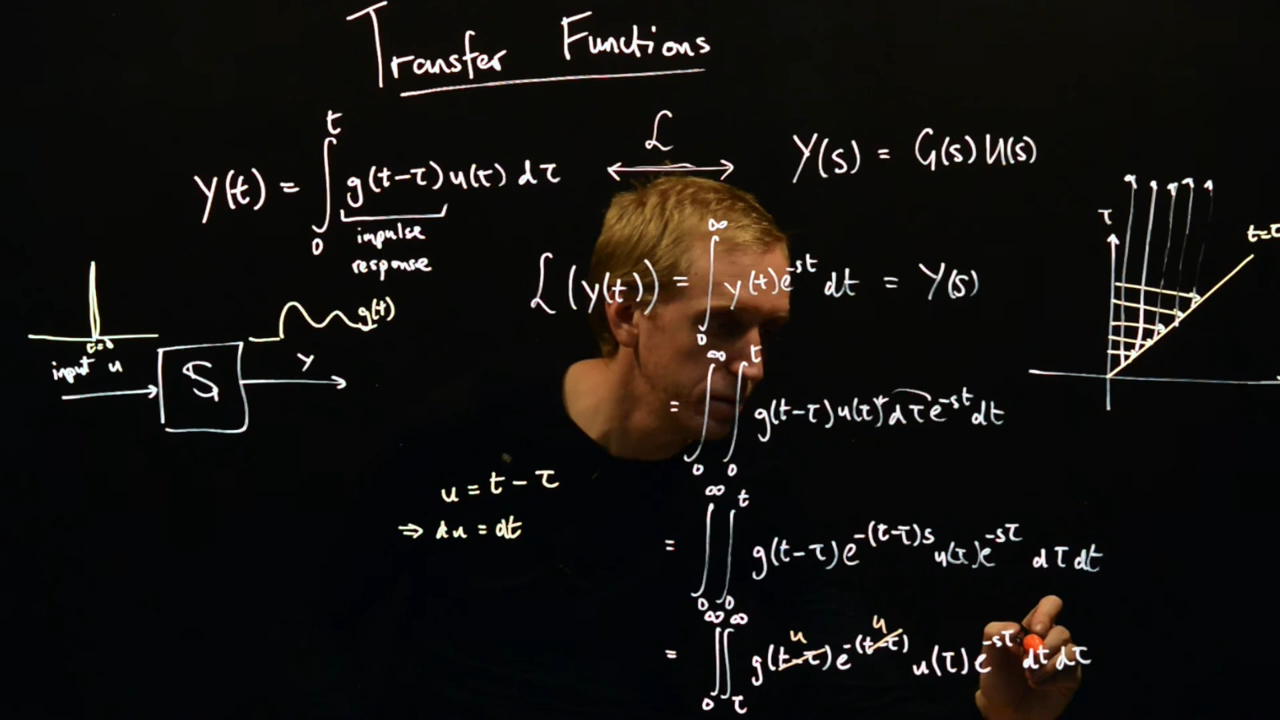 Transfer Functions
y(t) = ∫₀ᵗ g(t-τ) u(τ) dτ ⟷ ℒ Y(s) = G(s) U(s)
impulse
response
ℒ(y(t)) = ∫₀^∞ y(t) e^{-st} dt = Y(s)
τ
t=τ
g(t)
t=0
input u
S
y
= ∫₀^∞ ∫₀ᵗ g(t-τ) u(τ) dτ e^{-st} dt
u = t - τ
⇒ du = dt
= ∫₀^∞ ∫₀ᵗ g(t-τ) e^{-(t-τ)s} u(τ) e^{-sτ} dτ dt
u u
= ∫₀^∞ ∫_τ^∞ g(t-τ) e^{-(t-τ)} u(τ) e^{-sτ} dt dτ